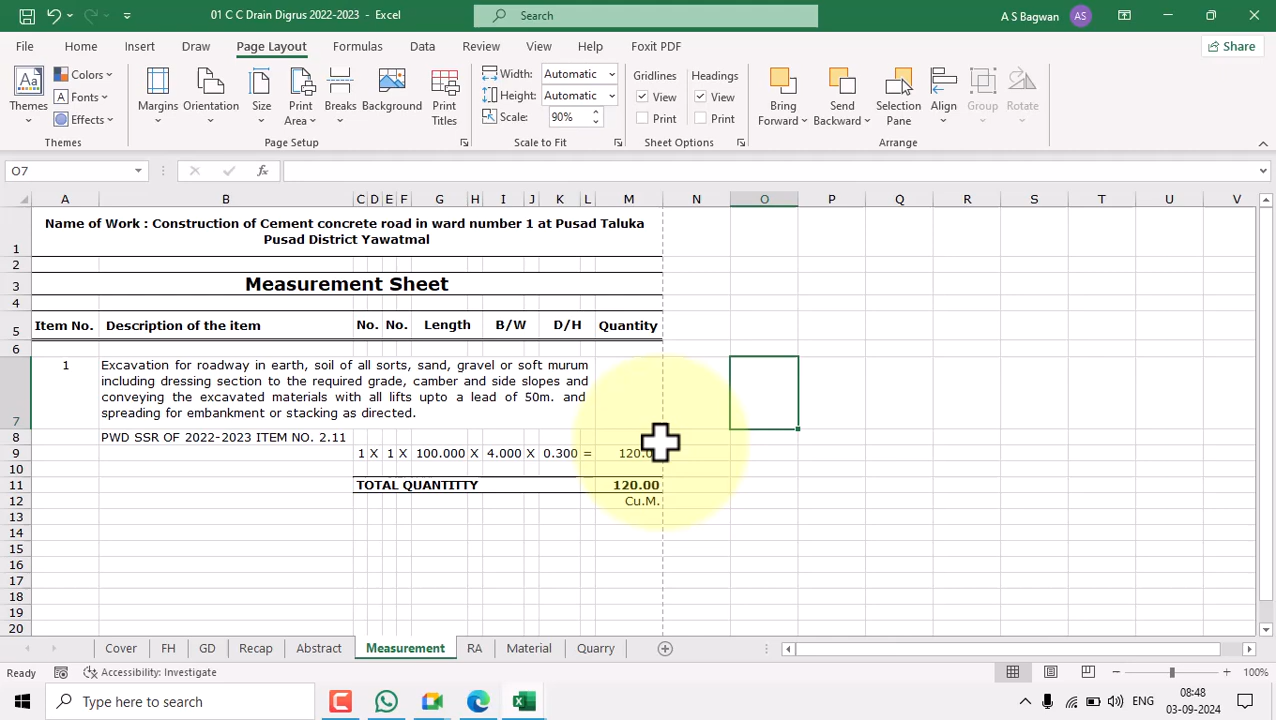 01 C C Drain Digrus 2022-2023 - Excel
Search
A S Bagwan AS
File Home Insert Draw Page Layout Formulas Data Review View Help Foxit PDF Share
Themes Colors Fonts Effects
Margins Orientation Size Print Area Breaks Background Print Titles
Width: Automatic
Height: Automatic
Scale: 90%
Gridlines Headings
View View
Print Print
Bring Forward Send Backward Selection Pane Align Group Rotate
Themes Page Setup Scale to Fit Sheet Options Arrange
O7 fx
A B C D E F G H I J K L M N O P Q R S T U V
1 Name of Work : Construction of Cement concrete road in ward number 1 at Pusad Taluka
Pusad District Yawatmal
2
3 Measurement Sheet
4
5 Item No. Description of the item No. No. Length B/W D/H Quantity
6
1 Excavation for roadway in earth, soil of all sorts, sand, gravel or soft murum
including dressing section to the required grade, camber and side slopes and
conveying the excavated materials with all lifts upto a lead of 50m. and
7 spreading for embankment or stacking as directed.
8 PWD SSR OF 2022-2023 ITEM NO. 2.11
9 1 X 1 X 100.000 X 4.000 X 0.300 =
10
11 TOTAL QUANTITTY 120.00
12 Cu.M.
13
14
15
16
17
18
19
20
Cover FH GD Recap Abstract Measurement RA Material Quarry
Ready Accessibility: Investigate 100%
Type here to search ENG 08:48
03-09-2024